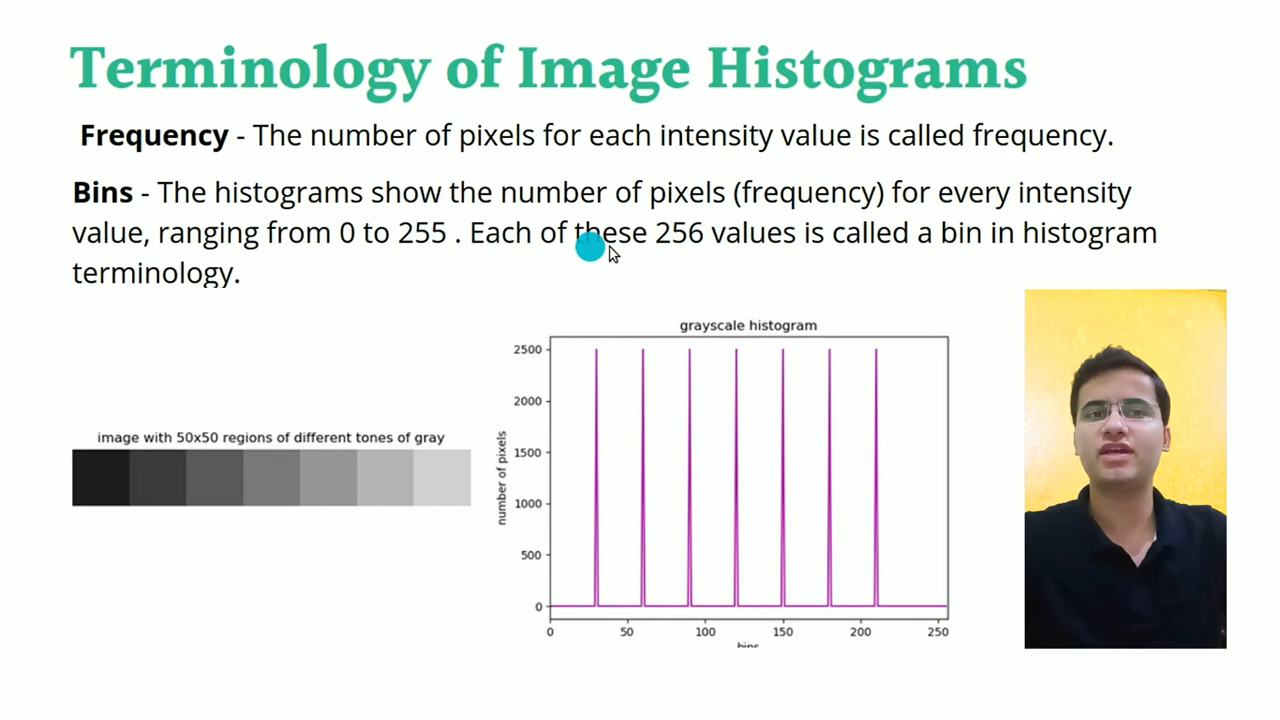 Terminology of Image Histograms
Frequency - The number of pixels for each intensity value is called frequency.
Bins - The histograms show the number of pixels (frequency) for every intensity
value, ranging from 0 to 255 . Each of these 256 values is called a bin in histogram
terminology.
image with 50x50 regions of different tones of gray
grayscale histogram
number of pixels
2500
2000
1500
1000
500
0
0 50 100 150 200 250
bins